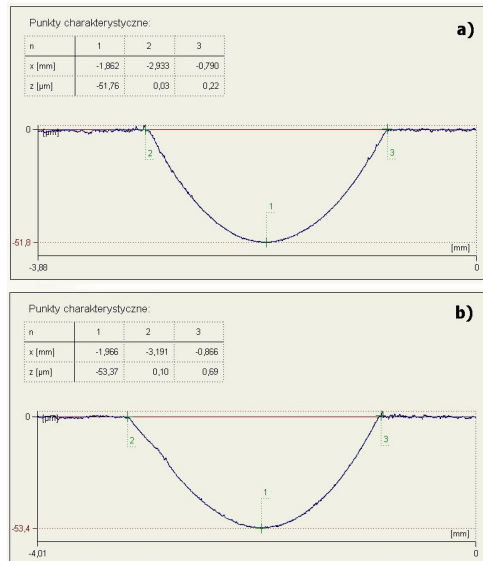 Punkty charakterystyczne:
a)
n 1 2 3
x [mm] -1,862 -2,933 -0,790
z [µm] -51,76 0,03 0,22
0
[µm]
2
3
1
-51,8
[mm]
-3,88 0
Punkty charakterystyczne:
b)
n 1 2 3
x [mm] -1,966 -3,191 -0,866
z [µm] -53,37 0,10 0,69
0
[µm]
2
3
1
-53,4
[mm]
-4,01 0